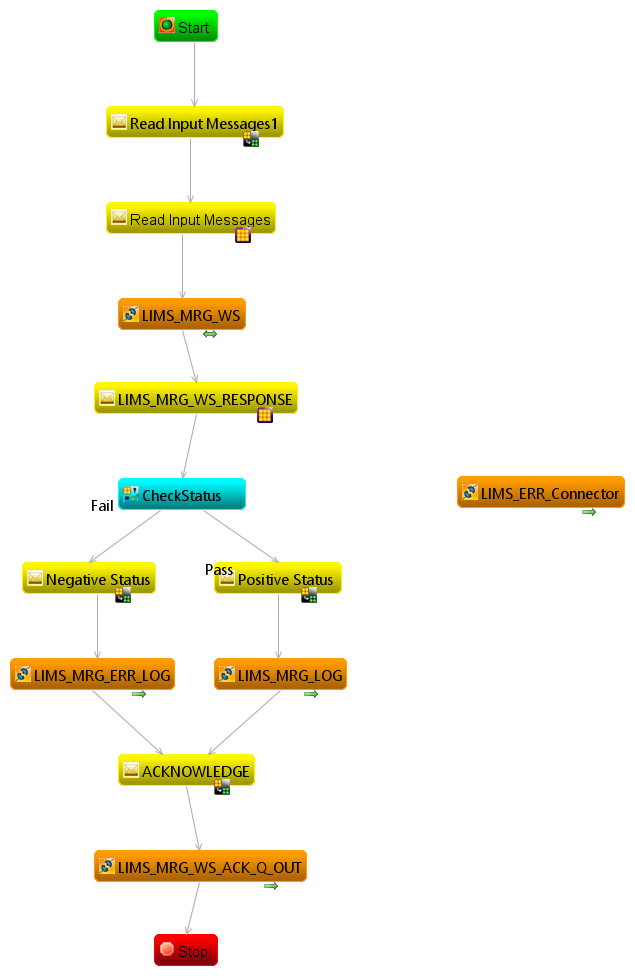 Start
Read Input Messages1
Read Input Messages
LIMS_MRG_WS
LIMS_MRG_WS_RESPONSE
CheckStatus
LIMS_ERR_Connector
Fail
Pass
Negative Status
Positive Status
LIMS_MRG_ERR_LOG
LIMS_MRG_LOG
ACKNOWLEDGE
LIMS_MRG_WS_ACK_Q_OUT
Stop